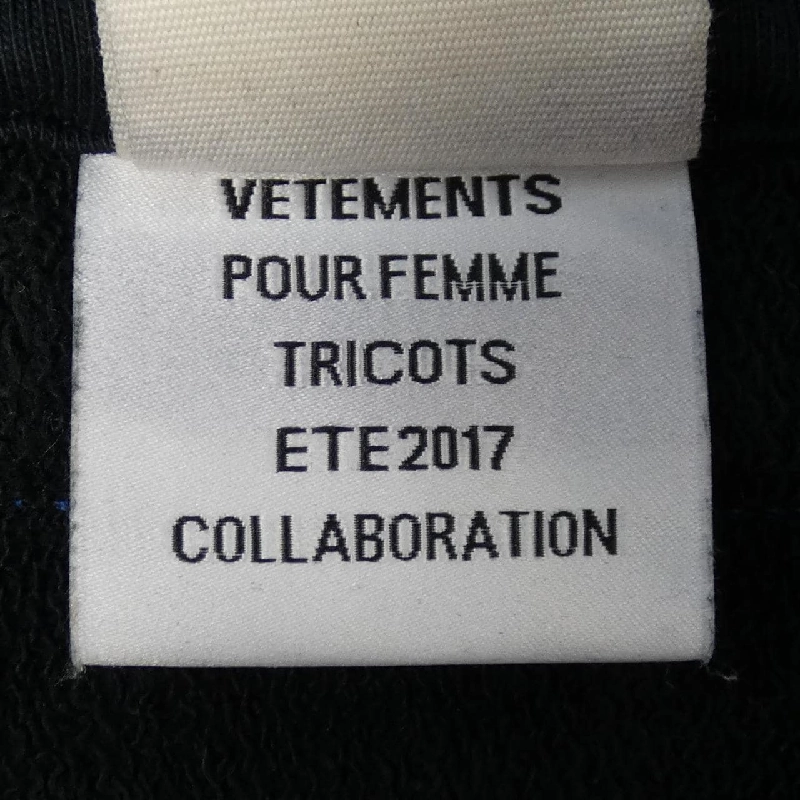 VETEMENTS
POUR FEMME
TRICOTS
ETE 2017
COLLABORATION